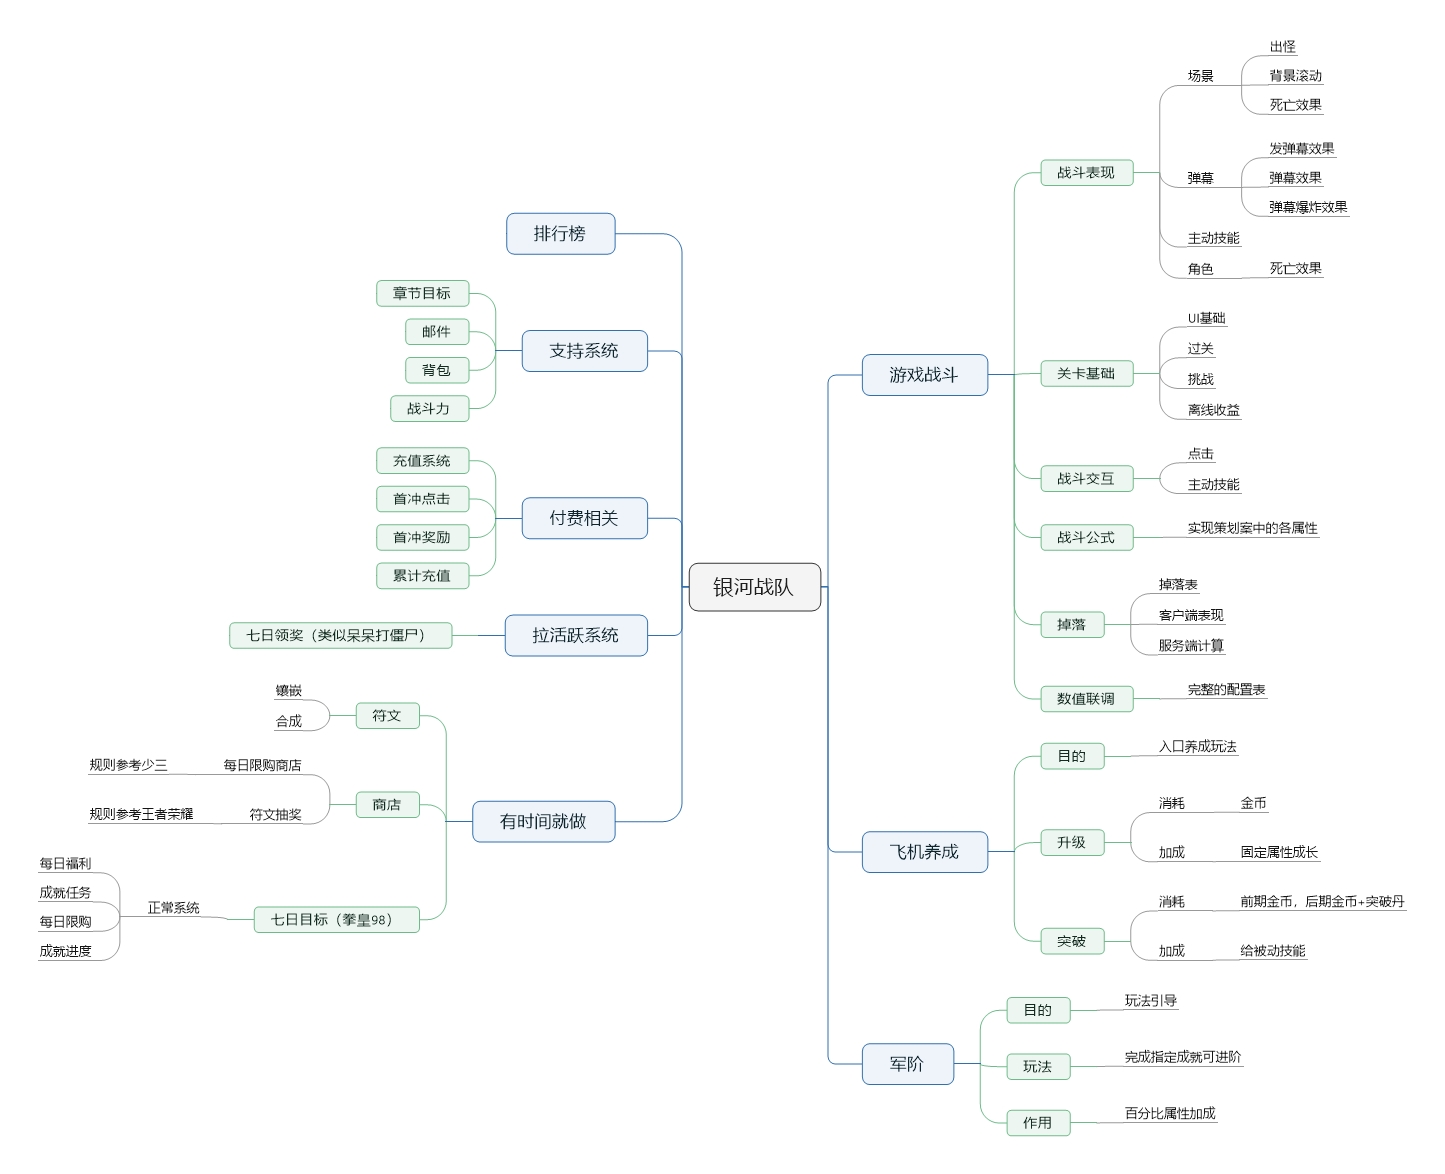 银河战队
游戏战斗
战斗表现
场景
出怪
背景滚动
死亡效果
弹幕
发弹幕效果
弹幕效果
弹幕爆炸效果
主动技能
角色
死亡效果
关卡基础
UI基础
过关
挑战
离线收益
战斗交互
点击
主动技能
战斗公式
实现策划案中的各属性
掉落
掉落表
客户端表现
服务端计算
数值联调
完整的配置表
飞机养成
目的
入口养成玩法
升级
消耗
金币
加成
固定属性成长
突破
消耗
前期金币，后期金币+突破丹
加成
给被动技能
军阶
目的
玩法引导
玩法
完成指定成就可进阶
作用
百分比属性加成
排行榜
支持系统
章节目标
邮件
背包
战斗力
付费相关
充值系统
首冲点击
首冲奖励
累计充值
拉活跃系统
七日领奖（类似呆呆打僵尸）
有时间就做
符文
镶嵌
合成
商店
每日限购商店
规则参考少三
符文抽奖
规则参考王者荣耀
七日目标（拳皇98）
正常系统
每日福利
成就任务
每日限购
成就进度